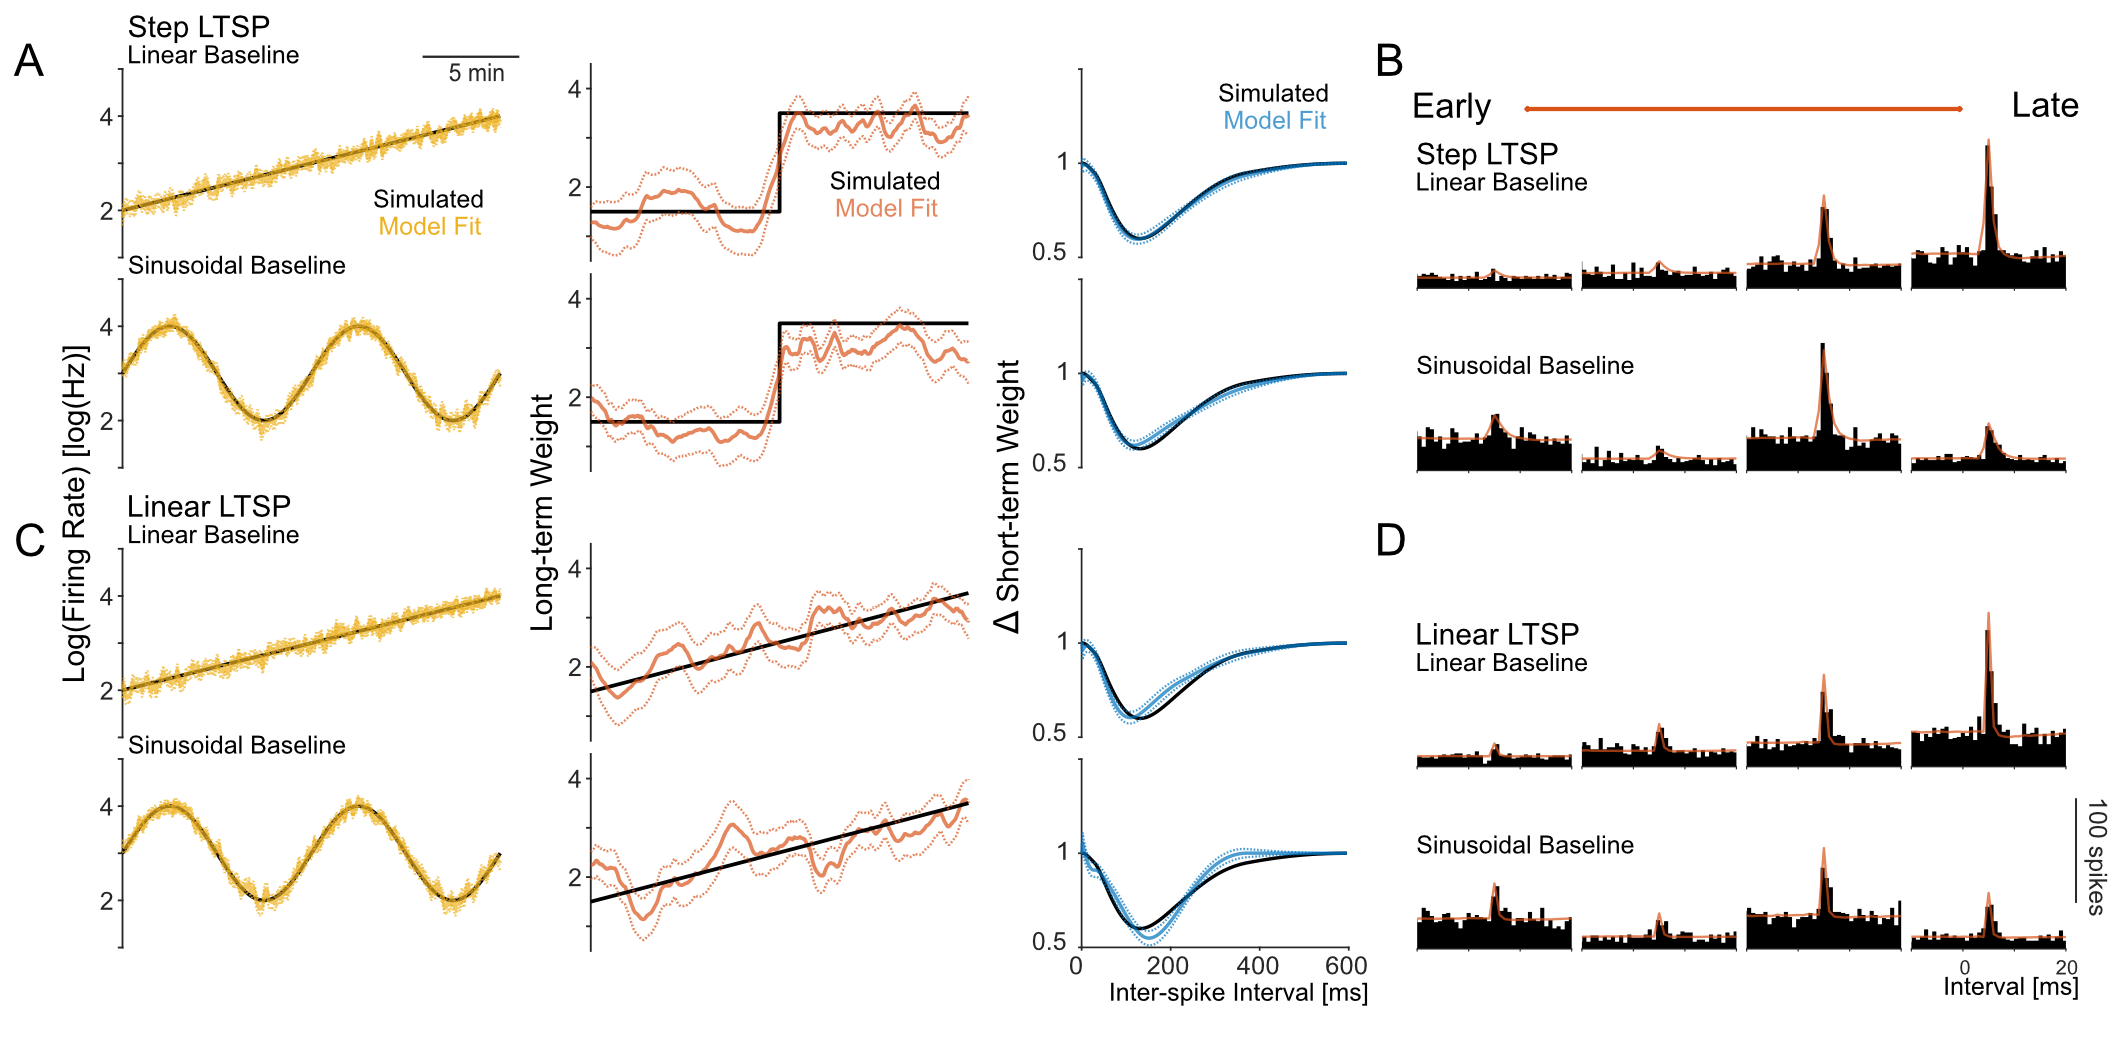 A
Step LTSP
Linear Baseline
5 min
4
2
Simulated
Model Fit
Sinusoidal Baseline
4
2
Log(Firing Rate) [log(Hz)]
4
2
Simulated
Model Fit
4
2
Long-term Weight
Simulated
Model Fit
1
0.5
1
0.5
Δ Short-term Weight
B
Early
Late
Step LTSP
Linear Baseline
Sinusoidal Baseline
C
Linear LTSP
Linear Baseline
4
2
Sinusoidal Baseline
4
2
4
2
4
2
1
0.5
1
0.5
0
200
400
600
Inter-spike Interval [ms]
D
Linear LTSP
Linear Baseline
Sinusoidal Baseline
100 spikes
0
20
Interval [ms]